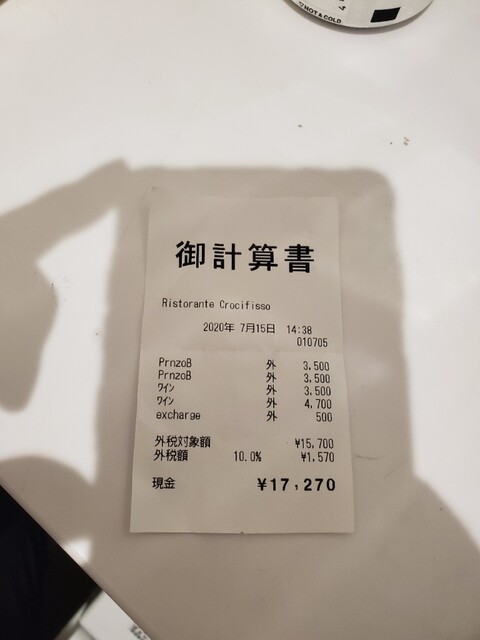 HOT & COLD
御計算書
Ristorante Crocifisso
2020年 7月15日 14:38
010705
PrnzoB 外 3,500
PrnzoB 外 3,500
ワイン 外 3,500
ワイン 外 4,700
excharge 外 500
外税対象額 ¥15,700
外税額 10.0% ¥1,570
現金 ¥17,270